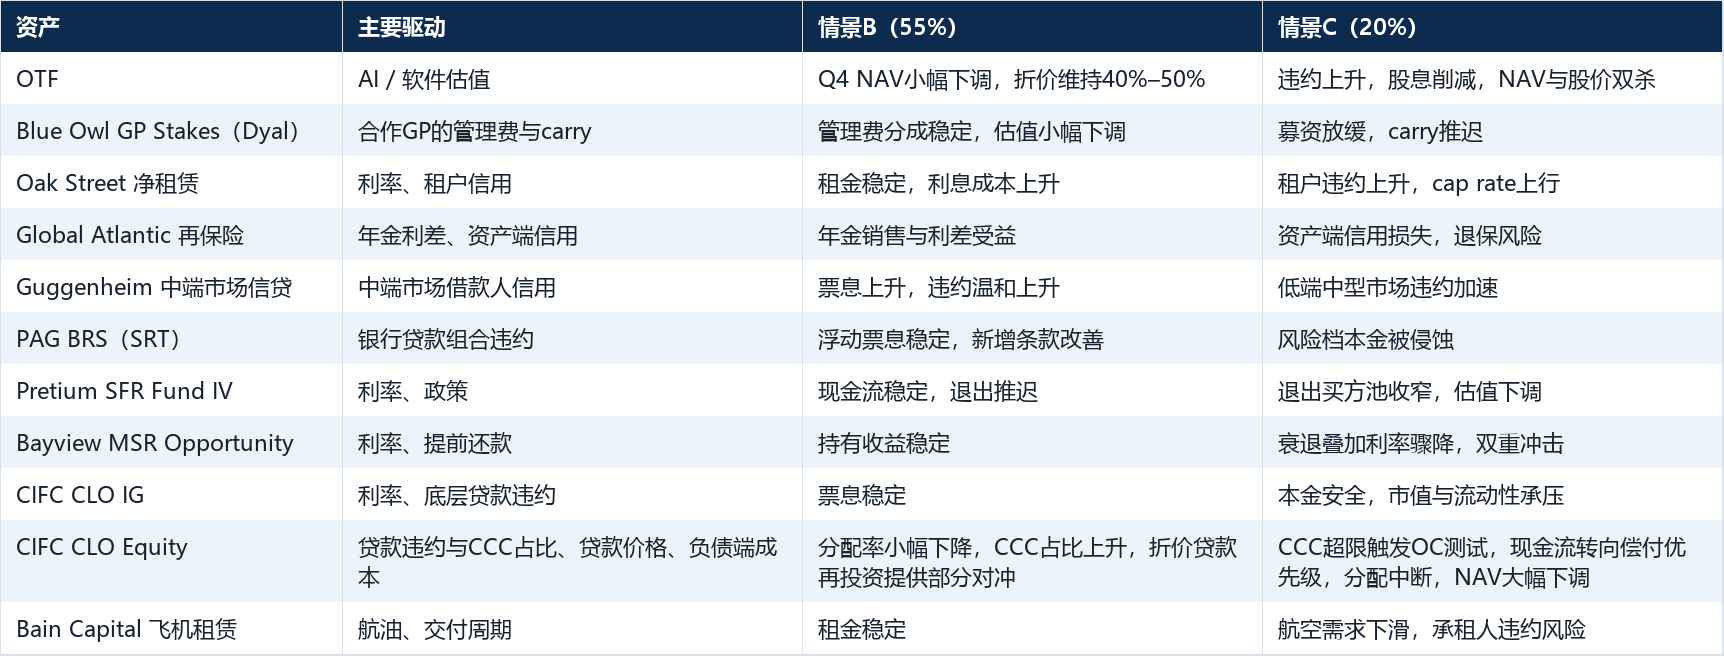 资产 主要驱动 情景B（55%） 情景C（20%）
OTF AI / 软件估值 Q4 NAV小幅下调，折价维持40%–50% 违约上升，股息削减，NAV与股价双杀
Blue Owl GP Stakes（Dyal） 合作GP的管理费与carry 管理费分成稳定，估值小幅下调 募资放缓，carry推迟
Oak Street 净租赁 利率、租户信用 租金稳定，利息成本上升 租户违约上升，cap rate上行
Global Atlantic 再保险 年金利差、资产端信用 年金销售与利差受益 资产端信用损失，退保风险
Guggenheim 中端市场信贷 中端市场借款人信用 票息上升，违约温和上升 低端中型市场违约加速
PAG BRS（SRT） 银行贷款组合违约 浮动票息稳定，新增条款改善 风险档本金被侵蚀
Pretium SFR Fund IV 利率、政策 现金流稳定，退出推迟 退出买方池收窄，估值下调
Bayview MSR Opportunity 利率、提前还款 持有收益稳定 衰退叠加利率骤降，双重冲击
CIFC CLO IG 利率、底层贷款违约 票息稳定 本金安全，市值与流动性承压
CIFC CLO Equity 贷款违约与CCC占比、贷款价格、负债端成 分配率小幅下降，CCC占比上升，折价贷款 CCC超限触发OC测试，现金流转向偿付优
本 再投资提供部分对冲 先级，分配中断，NAV大幅下调
Bain Capital 飞机租赁 航油、交付周期 租金稳定 航空需求下滑，承租人违约风险